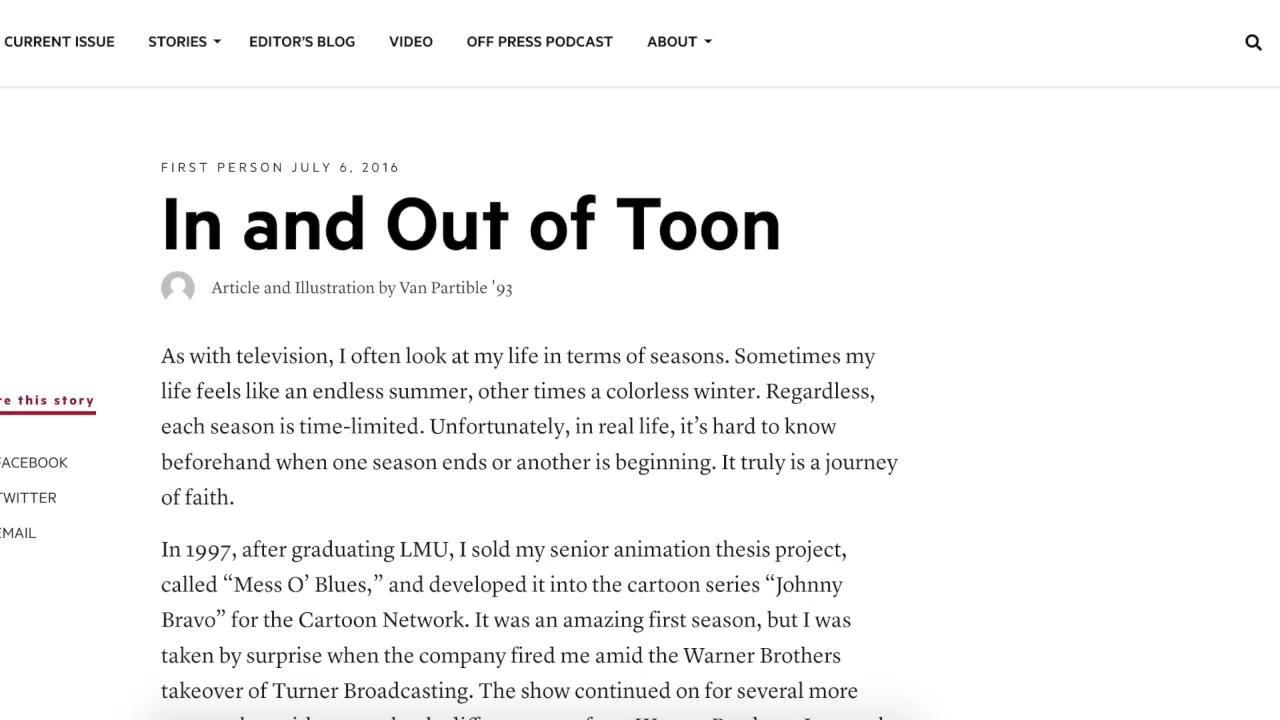 CURRENT ISSUE STORIES EDITOR'S BLOG VIDEO OFF PRESS PODCAST ABOUT
FIRST PERSON JULY 6, 2016
In and Out of Toon
Article and Illustration by Van Partible '93
As with television, I often look at my life in terms of seasons. Sometimes my
life feels like an endless summer, other times a colorless winter. Regardless,
each season is time-limited. Unfortunately, in real life, it's hard to know
beforehand when one season ends or another is beginning. It truly is a journey
of faith.
In 1997, after graduating LMU, I sold my senior animation thesis project,
called “Mess O’ Blues,” and developed it into the cartoon series “Johnny
Bravo” for the Cartoon Network. It was an amazing first season, but I was
taken by surprise when the company fired me amid the Warner Brothers
takeover of Turner Broadcasting. The show continued on for several more
re this story
FACEBOOK
TWITTER
EMAIL